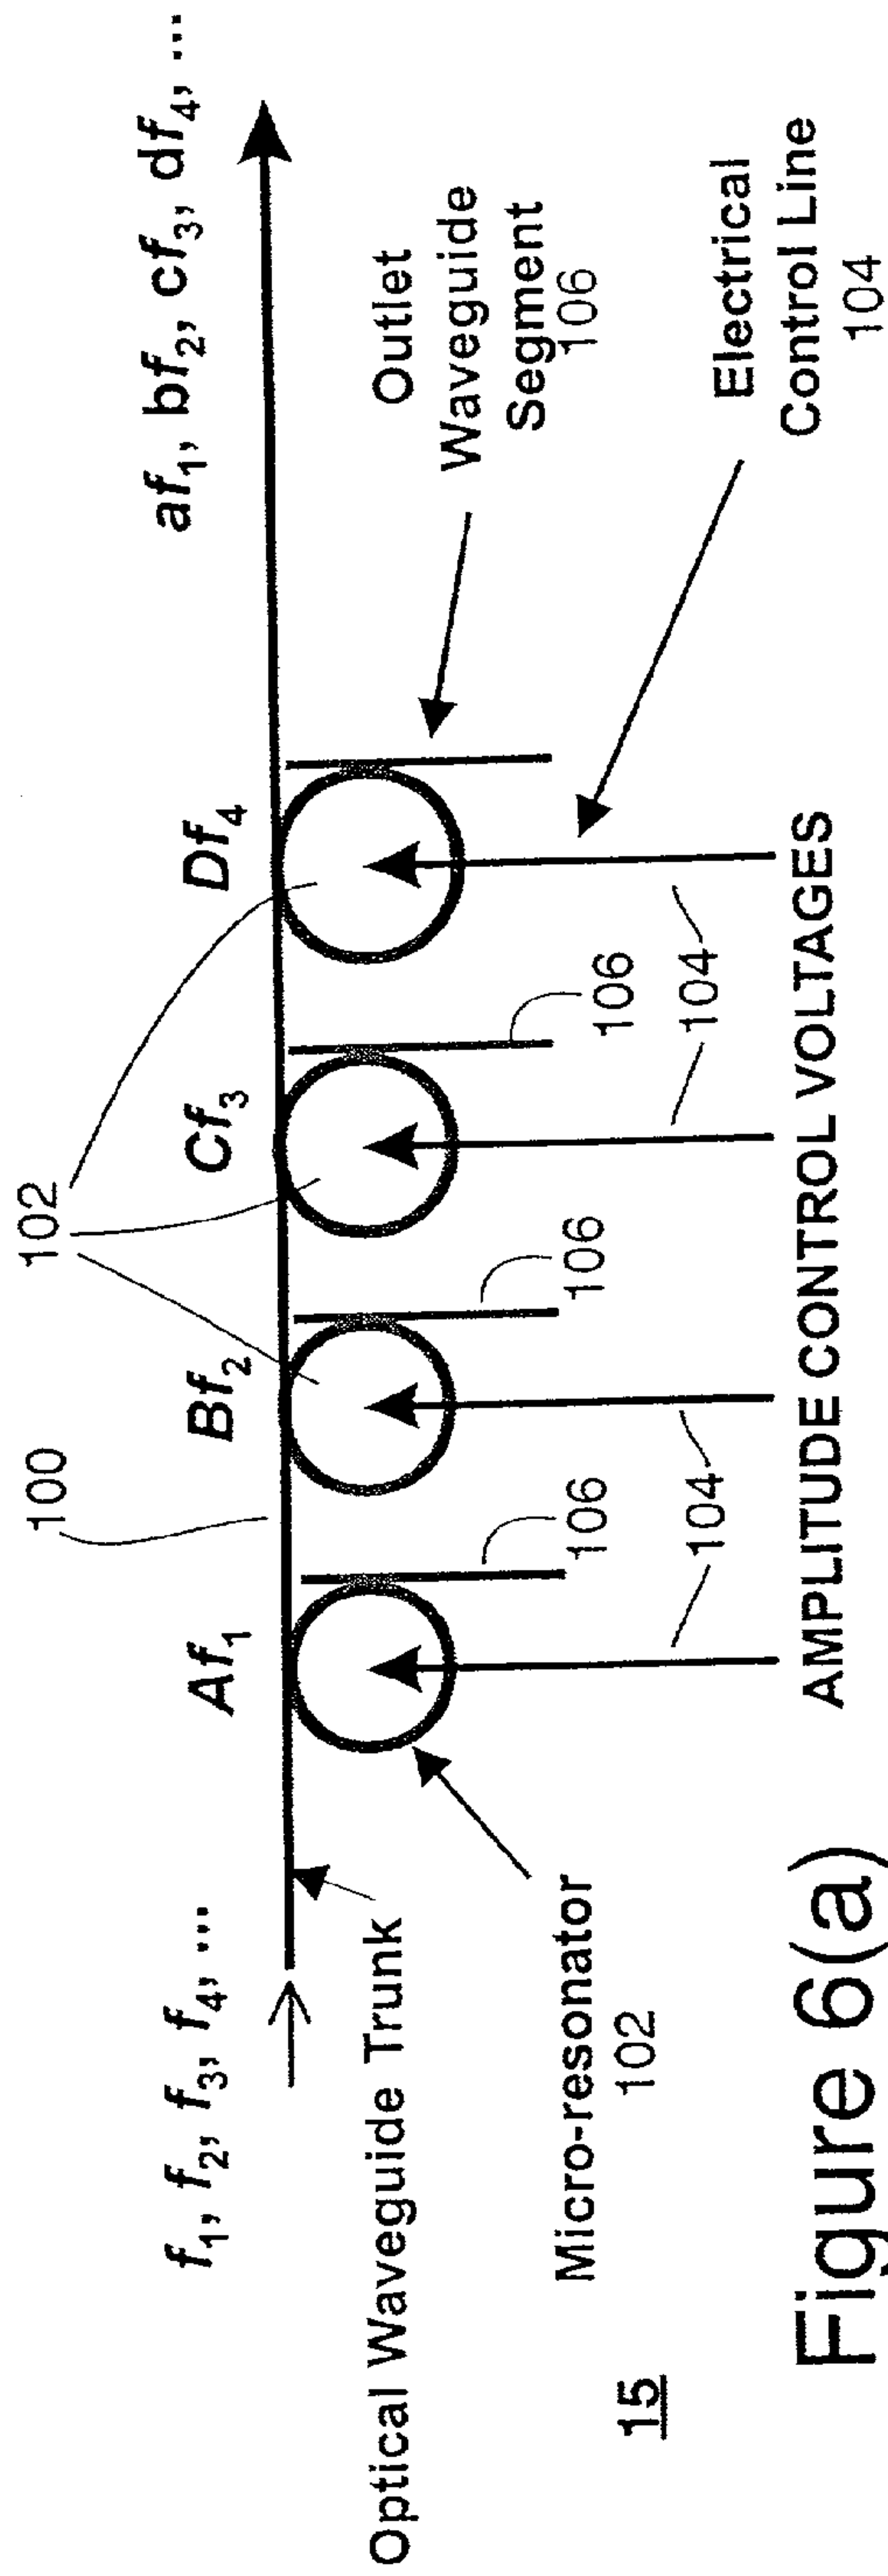 f1, f2, f3, f4, ...
af1, bf2, cf3, df4, ...
102
100
Af1
Bf2
Cf3
Df4
Optical Waveguide Trunk
Micro-resonator
102
106
106
106
Outlet
Waveguide
Segment
106
104
104
Electrical
Control Line
104
AMPLITUDE CONTROL VOLTAGES
15
Figure 6(a)